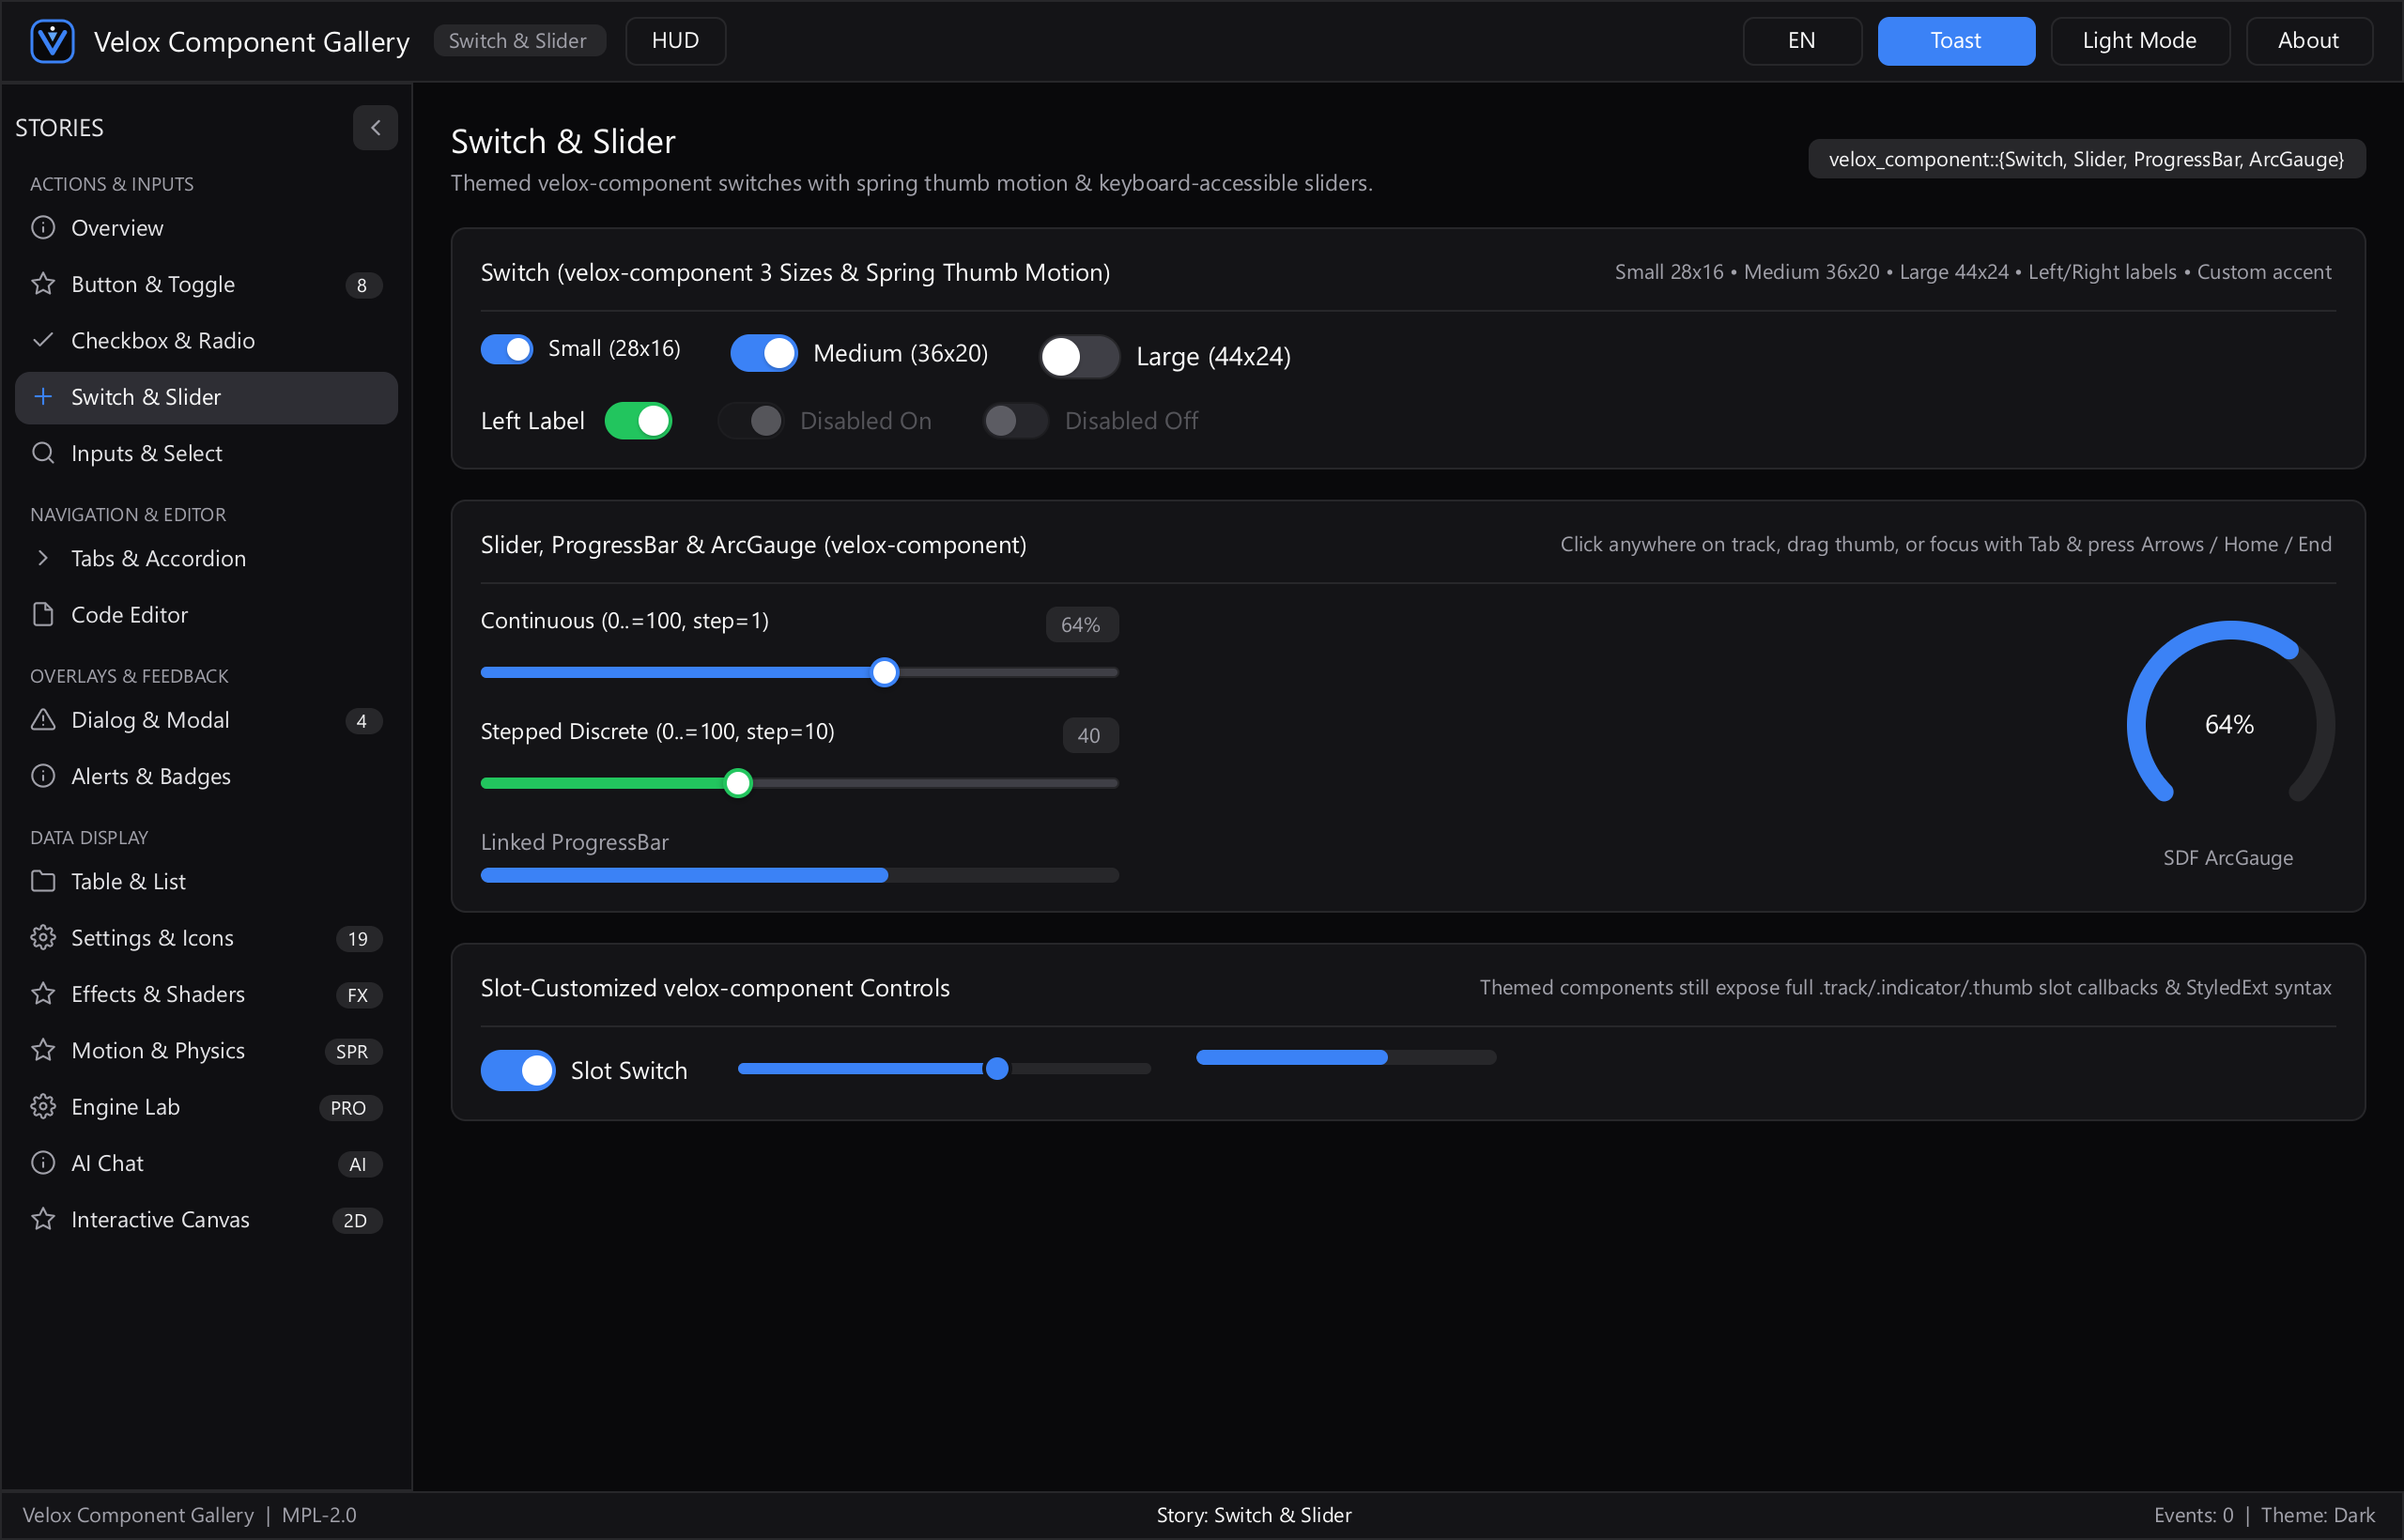 Velox Component Gallery
Switch & Slider
HUD
EN
Toast
Light Mode
About
STORIES
ACTIONS & INPUTS
Overview
Button & Toggle
8
Checkbox & Radio
Switch & Slider
Inputs & Select
NAVIGATION & EDITOR
Tabs & Accordion
Code Editor
OVERLAYS & FEEDBACK
Dialog & Modal
4
Alerts & Badges
DATA DISPLAY
Table & List
Settings & Icons
19
Effects & Shaders
FX
Motion & Physics
SPR
Engine Lab
PRO
AI Chat
AI
Interactive Canvas
2D
Switch & Slider
Themed velox-component switches with spring thumb motion & keyboard-accessible sliders.
velox_component::{Switch, Slider, ProgressBar, ArcGauge}
Switch (velox-component 3 Sizes & Spring Thumb Motion)
Small 28x16 • Medium 36x20 • Large 44x24 • Left/Right labels • Custom accent
Small (28x16)
Medium (36x20)
Large (44x24)
Left Label
Disabled On
Disabled Off
Slider, ProgressBar & ArcGauge (velox-component)
Click anywhere on track, drag thumb, or focus with Tab & press Arrows / Home / End
Continuous (0..=100, step=1)
64%
Stepped Discrete (0..=100, step=10)
40
Linked ProgressBar
64%
SDF ArcGauge
Slot-Customized velox-component Controls
Themed components still expose full .track/.indicator/.thumb slot callbacks & StyledExt syntax
Slot Switch
Velox Component Gallery | MPL-2.0
Story: Switch & Slider
Events: 0 | Theme: Dark